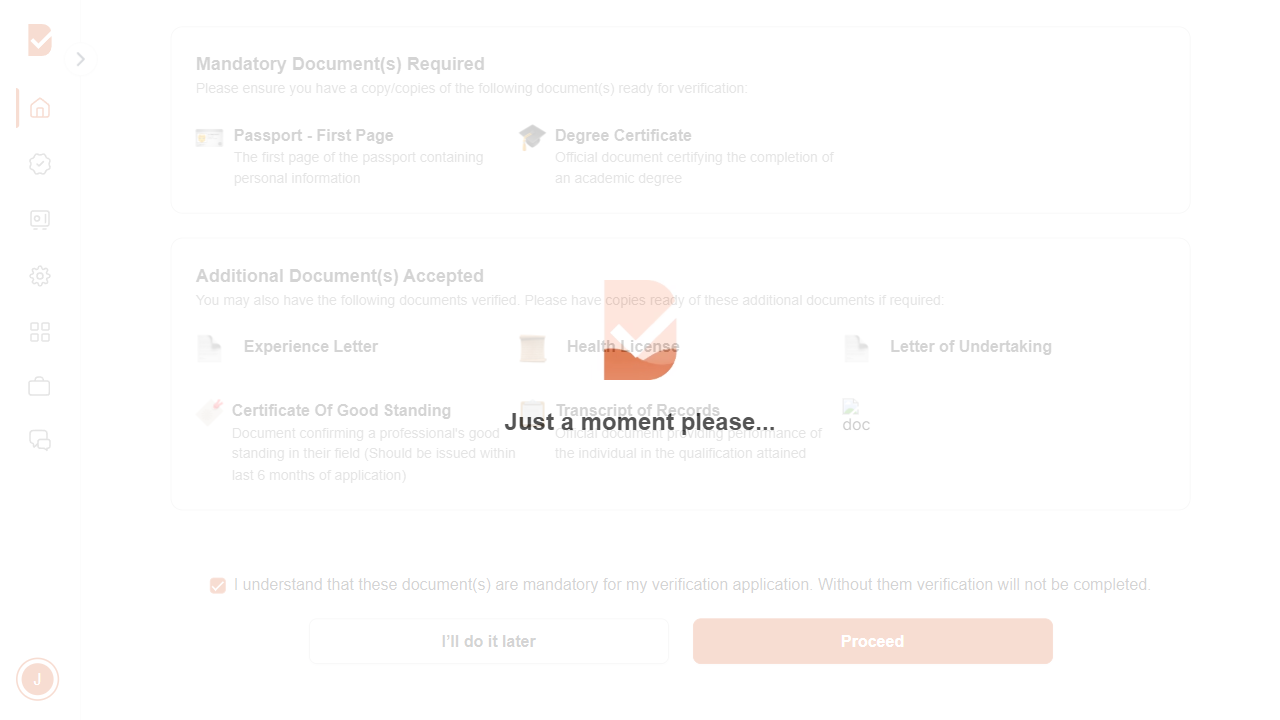 Mandatory Document(s) Required
Please ensure you have a copy/copies of the following document(s) ready for verification:
Passport - First Page
The first page of the passport containing
personal information
Degree Certificate
Official document certifying the completion of
an academic degree
Additional Document(s) Accepted
You may also have the following documents verified. Please have copies ready of these additional documents if required.
Experience Letter
Health License
Letter of Undertaking
Certificate Of Good Standing
Document confirming a professional's good
standing in their field (Should be issued within
last 6 months of application)
Transcript of Records
Official document providing performance of
the individual in the qualification attained
doc
Just a moment please...
I understand that these document(s) are mandatory for my verification application. Without them verification will not be completed.
I’ll do it later
Proceed
J